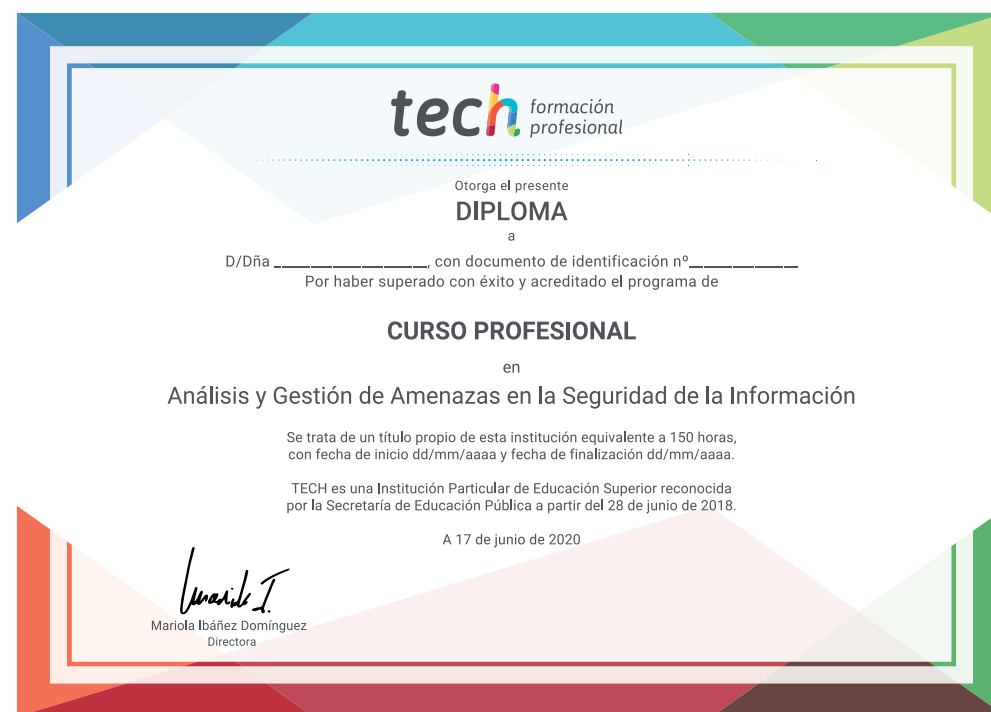 tech formación
profesional
Otorga el presente
DIPLOMA
a
D/Dña ____________________, con documento de identificación nº______________
Por haber superado con éxito y acreditado el programa de
CURSO PROFESIONAL
en
Análisis y Gestión de Amenazas en la Seguridad de la Información
Se trata de un título propio de esta institución equivalente a 150 horas,
con fecha de inicio dd/mm/aaaa y fecha de finalización dd/mm/aaaa.
TECH es una Institución Particular de Educación Superior reconocida
por la Secretaría de Educación Pública a partir del 28 de junio de 2018.
A 17 de junio de 2020
Mariola Ibáñez Domínguez
Directora